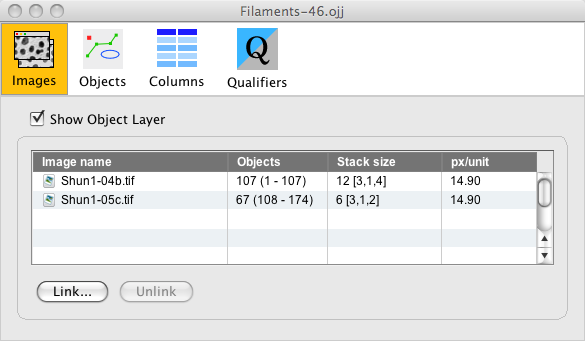 Filaments-46.ojj
Images Objects Columns Qualifiers
Show Object Layer
Image name Objects Stack size px/unit
Shun1-04b.tif 107 (1 - 107) 12 [3,1,4] 14.90
Shun1-05c.tif 67 (108 - 174) 6 [3,1,2] 14.90
Link... Unlink